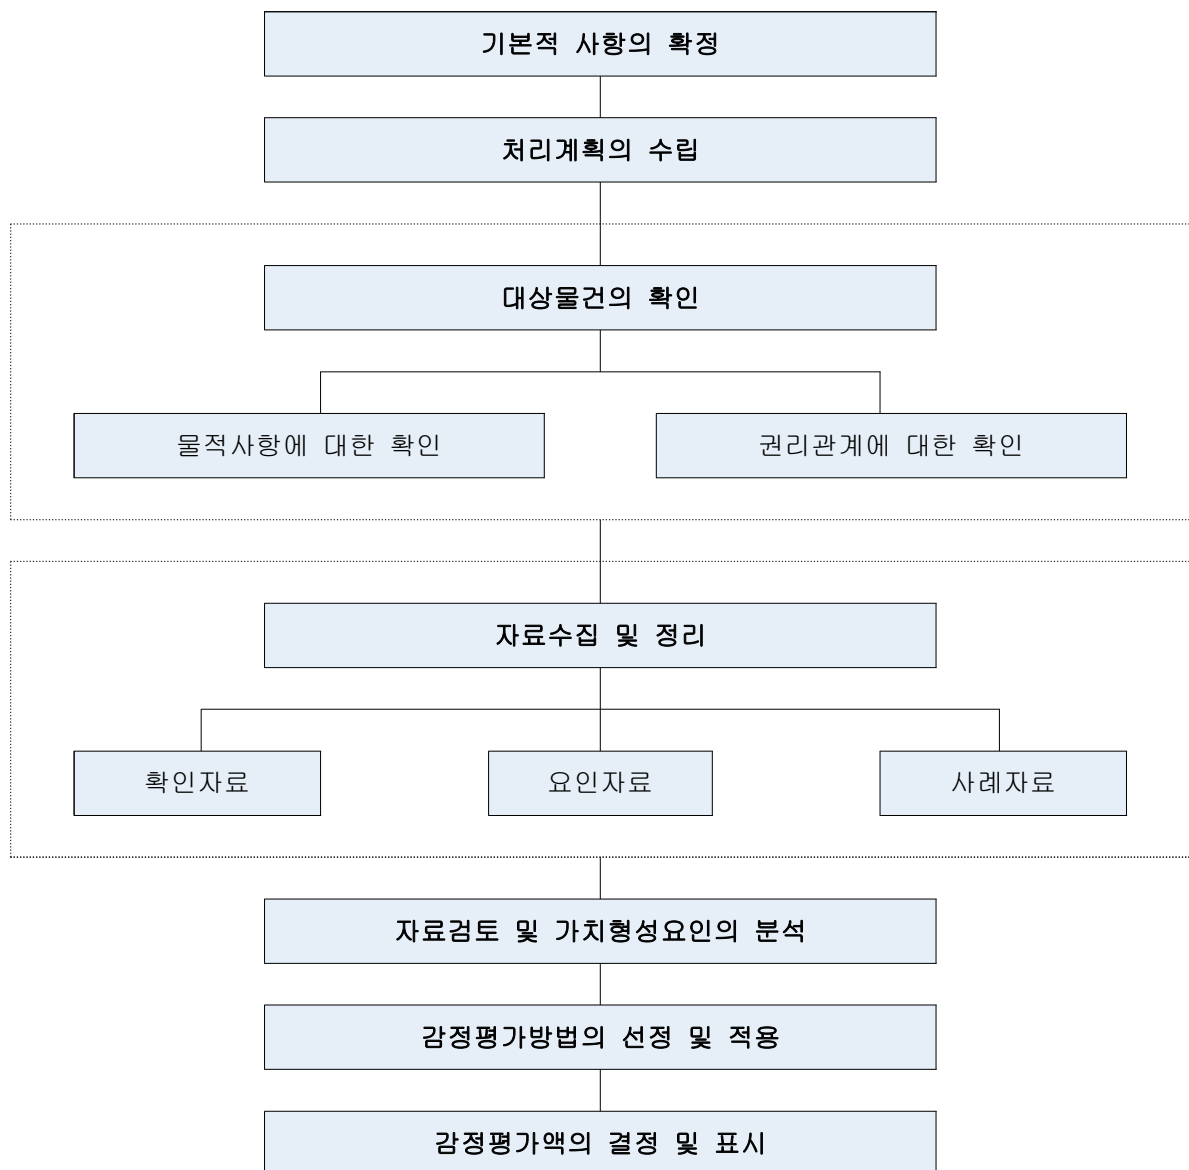 기본적 사항의 확정
처리계획의 수립
대상물건의 확인
물적사항에 대한 확인
권리관계에 대한 확인
자료수집 및 정리
확인자료
요인자료
사례자료
자료검토 및 가치형성요인의 분석
감정평가방법의 선정 및 적용
감정평가액의 결정 및 표시